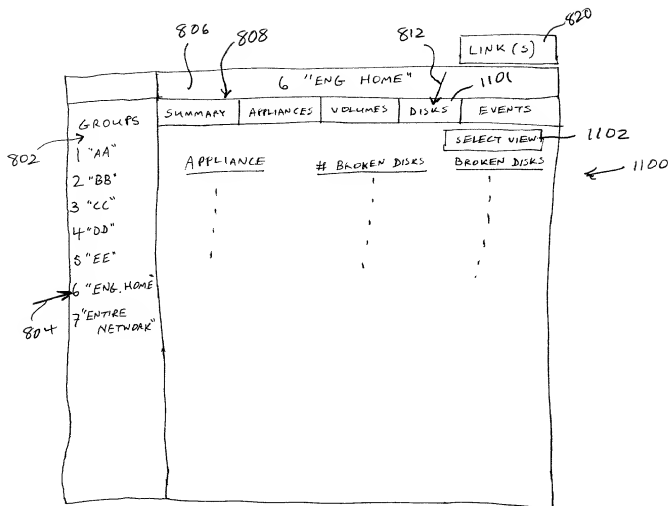 820
LINK(S)
806
808
812
6 "ENG HOME"
1101
SUMMARY APPLIANCES VOLUMES DISKS EVENTS
GROUPS
SELECT VIEW
1102
802
1 "AA"
APPLIANCE # BROKEN DISKS BROKEN DISKS
1100
2 "BB"
3 "CC"
4 "DD"
5 "EE"
6 "ENG. HOME"
804
7 "ENTIRE
NETWORK"